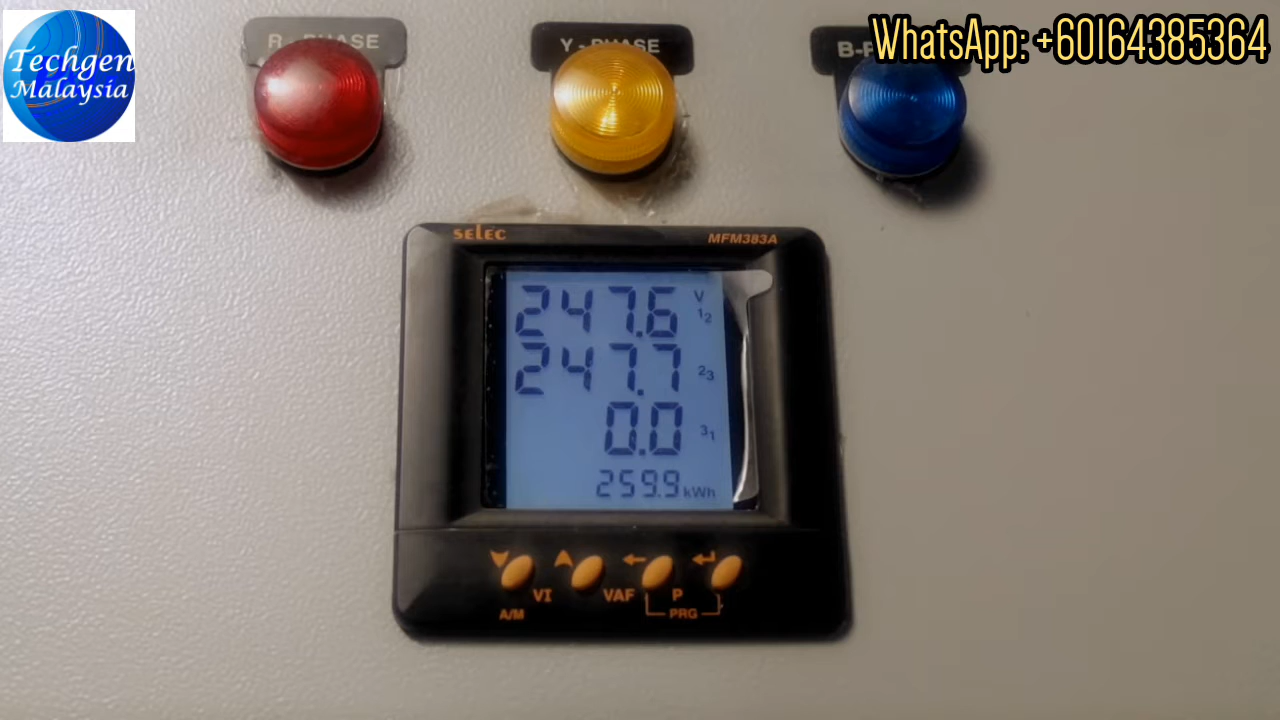 Techgen
Malaysia
WhatsApp: +60164385364
R - PHASE
Y - PHASE
SELEC
MFM383A
247.6 V 12
247.7 23
0.0 31
259.9 kWh
VI
VAF
P
A/M
PRG